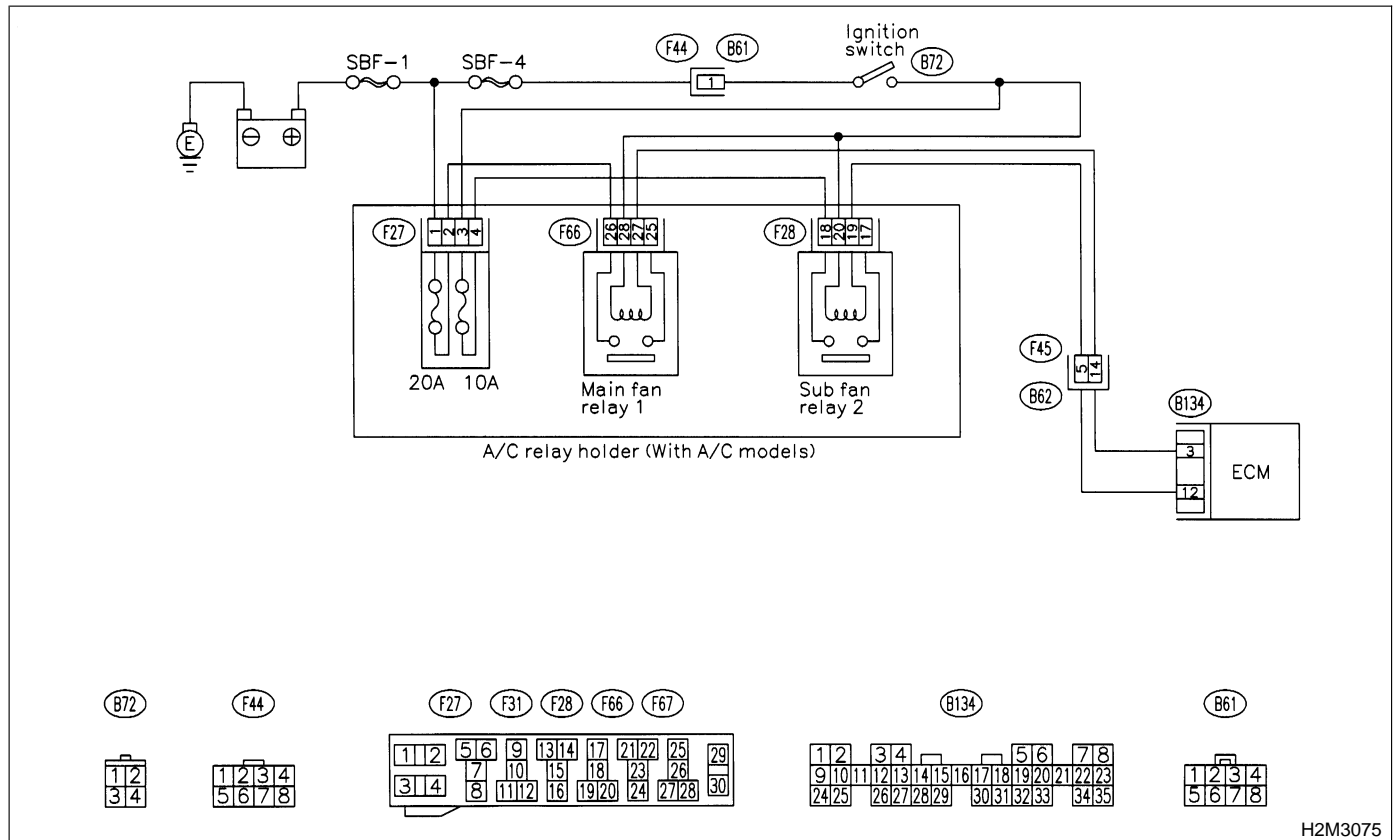 Ignition
switch
F44 B61 B72
SBF-1 SBF-4
1
E
F27 1 2 3 4
F66 26 28 27 25
F28 18 20 19 17
20A 10A
Main fan
relay 1
Sub fan
relay 2
A/C relay holder (With A/C models)
F45
5 14
B62
B134
3
12
ECM
B72
1 2
3 4
F44
1 2 3 4
5 6 7 8
F27 F31 F28 F66 F67
1 2 5 6 9 13 14 17 21 22 25 29
7 10 15 18 23 26
3 4 8 11 12 16 19 20 24 27 28 30
B134
1 2 3 4 5 6 7 8
9 10 11 12 13 14 15 16 17 18 19 20 21 22 23
24 25 26 27 28 29 30 31 32 33 34 35
B61
1 2 3 4
5 6 7 8
H2M3075